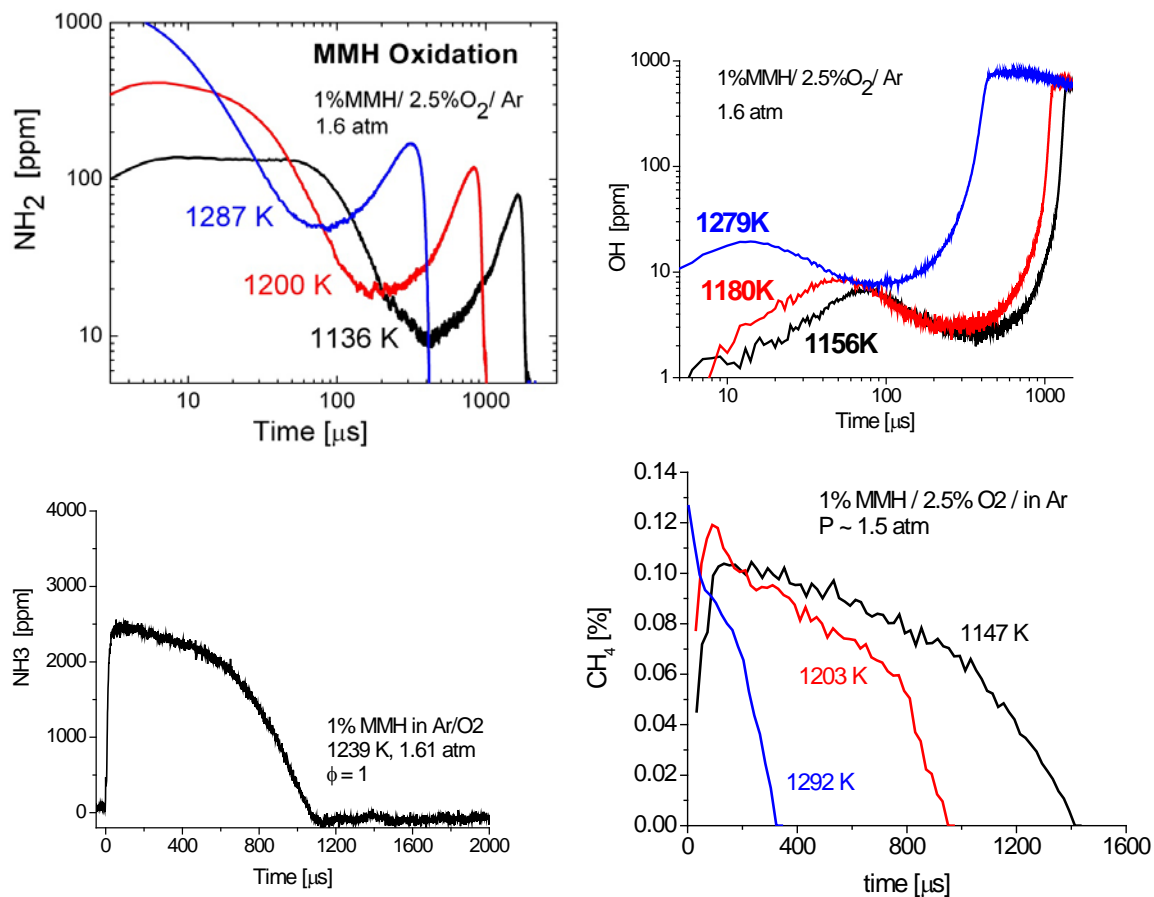 MMH Oxidation
1%MMH/ 2.5%O2/ Ar
1.6 atm
1287 K
1200 K
1136 K
NH2 [ppm]
1000
100
10
10
100
1000
Time [μs]
1%MMH/ 2.5%O2/ Ar
1.6 atm
1279K
1180K
1156K
OH [ppm]
1000
100
10
1
10
100
1000
Time [μs]
NH3 [ppm]
4000
3000
2000
1000
0
1% MMH in Ar/O2
1239 K, 1.61 atm
ϕ = 1
0
400
800
1200
1600
2000
Time [μs]
CH4 [%]
0.14
0.12
0.10
0.08
0.06
0.04
0.02
0.00
1% MMH / 2.5% O2 / in Ar
P ~ 1.5 atm
1147 K
1203 K
1292 K
0
400
800
1200
1600
time [μs]